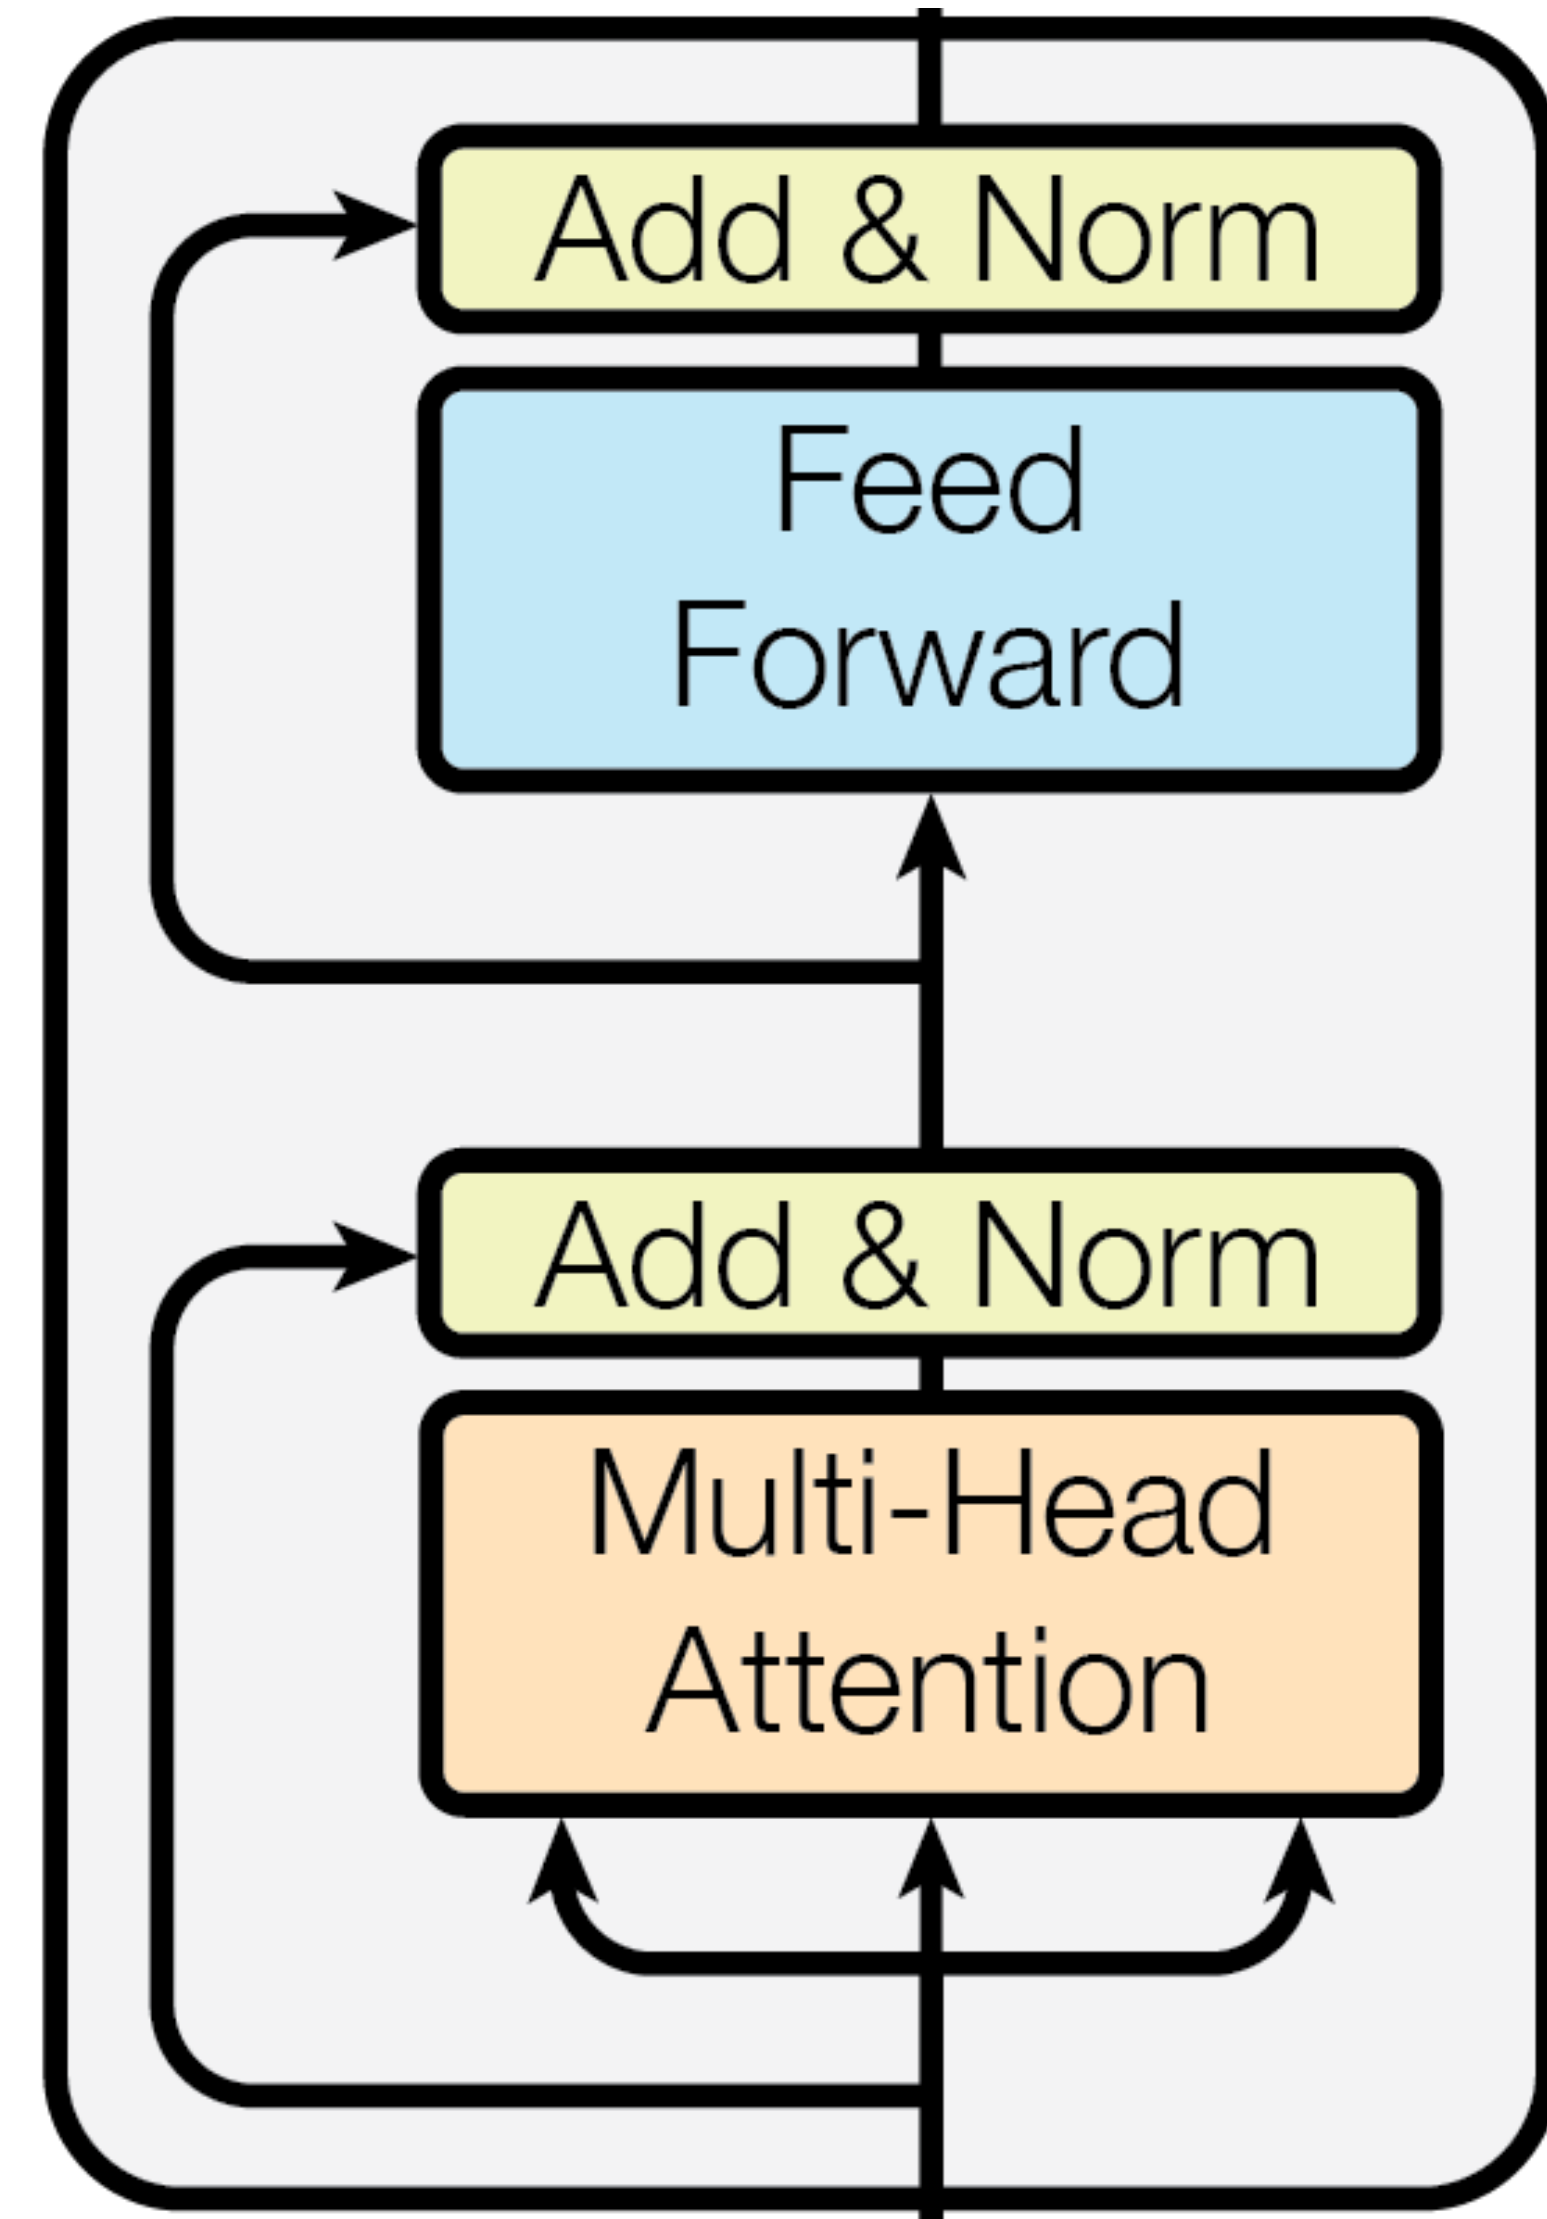 Add & Norm
Feed
Forward
Add & Norm
Multi-Head
Attention